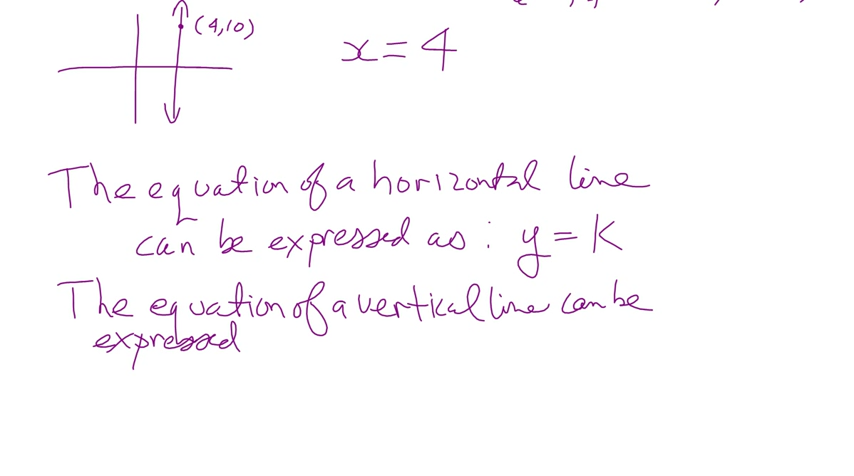 (4,10)
x = 4
The equation of a horizontal line
can be expressed as : y = K
The equation of a vertical line can be
expressed